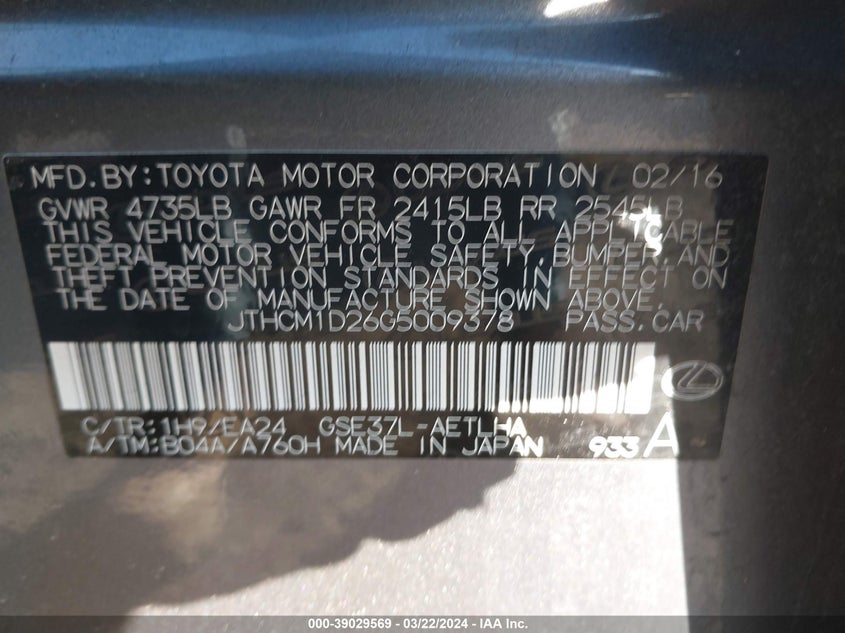 MFD.BY:TOYOTA MOTOR CORPORATION 02/16
GVWR 4735LB GAWR FR 2415LB RR 2545LB
THIS VEHICLE CONFORMS TO ALL APPLICABLE
FEDERAL MOTOR VEHICLE SAFETY,BUMPER,AND
THEFT PREVENTION STANDARDS IN EFFECT ON
THE DATE OF MANUFACTURE SHOWN ABOVE.
JTHCM1D26G5009378 PASS.CAR
C/TR:1H9/EA24 GSE37L-AETLHA
A/TM:B04A/A760H MADE IN JAPAN 933 A
000-39029569 / 03/22/2024 - IAA Inc.